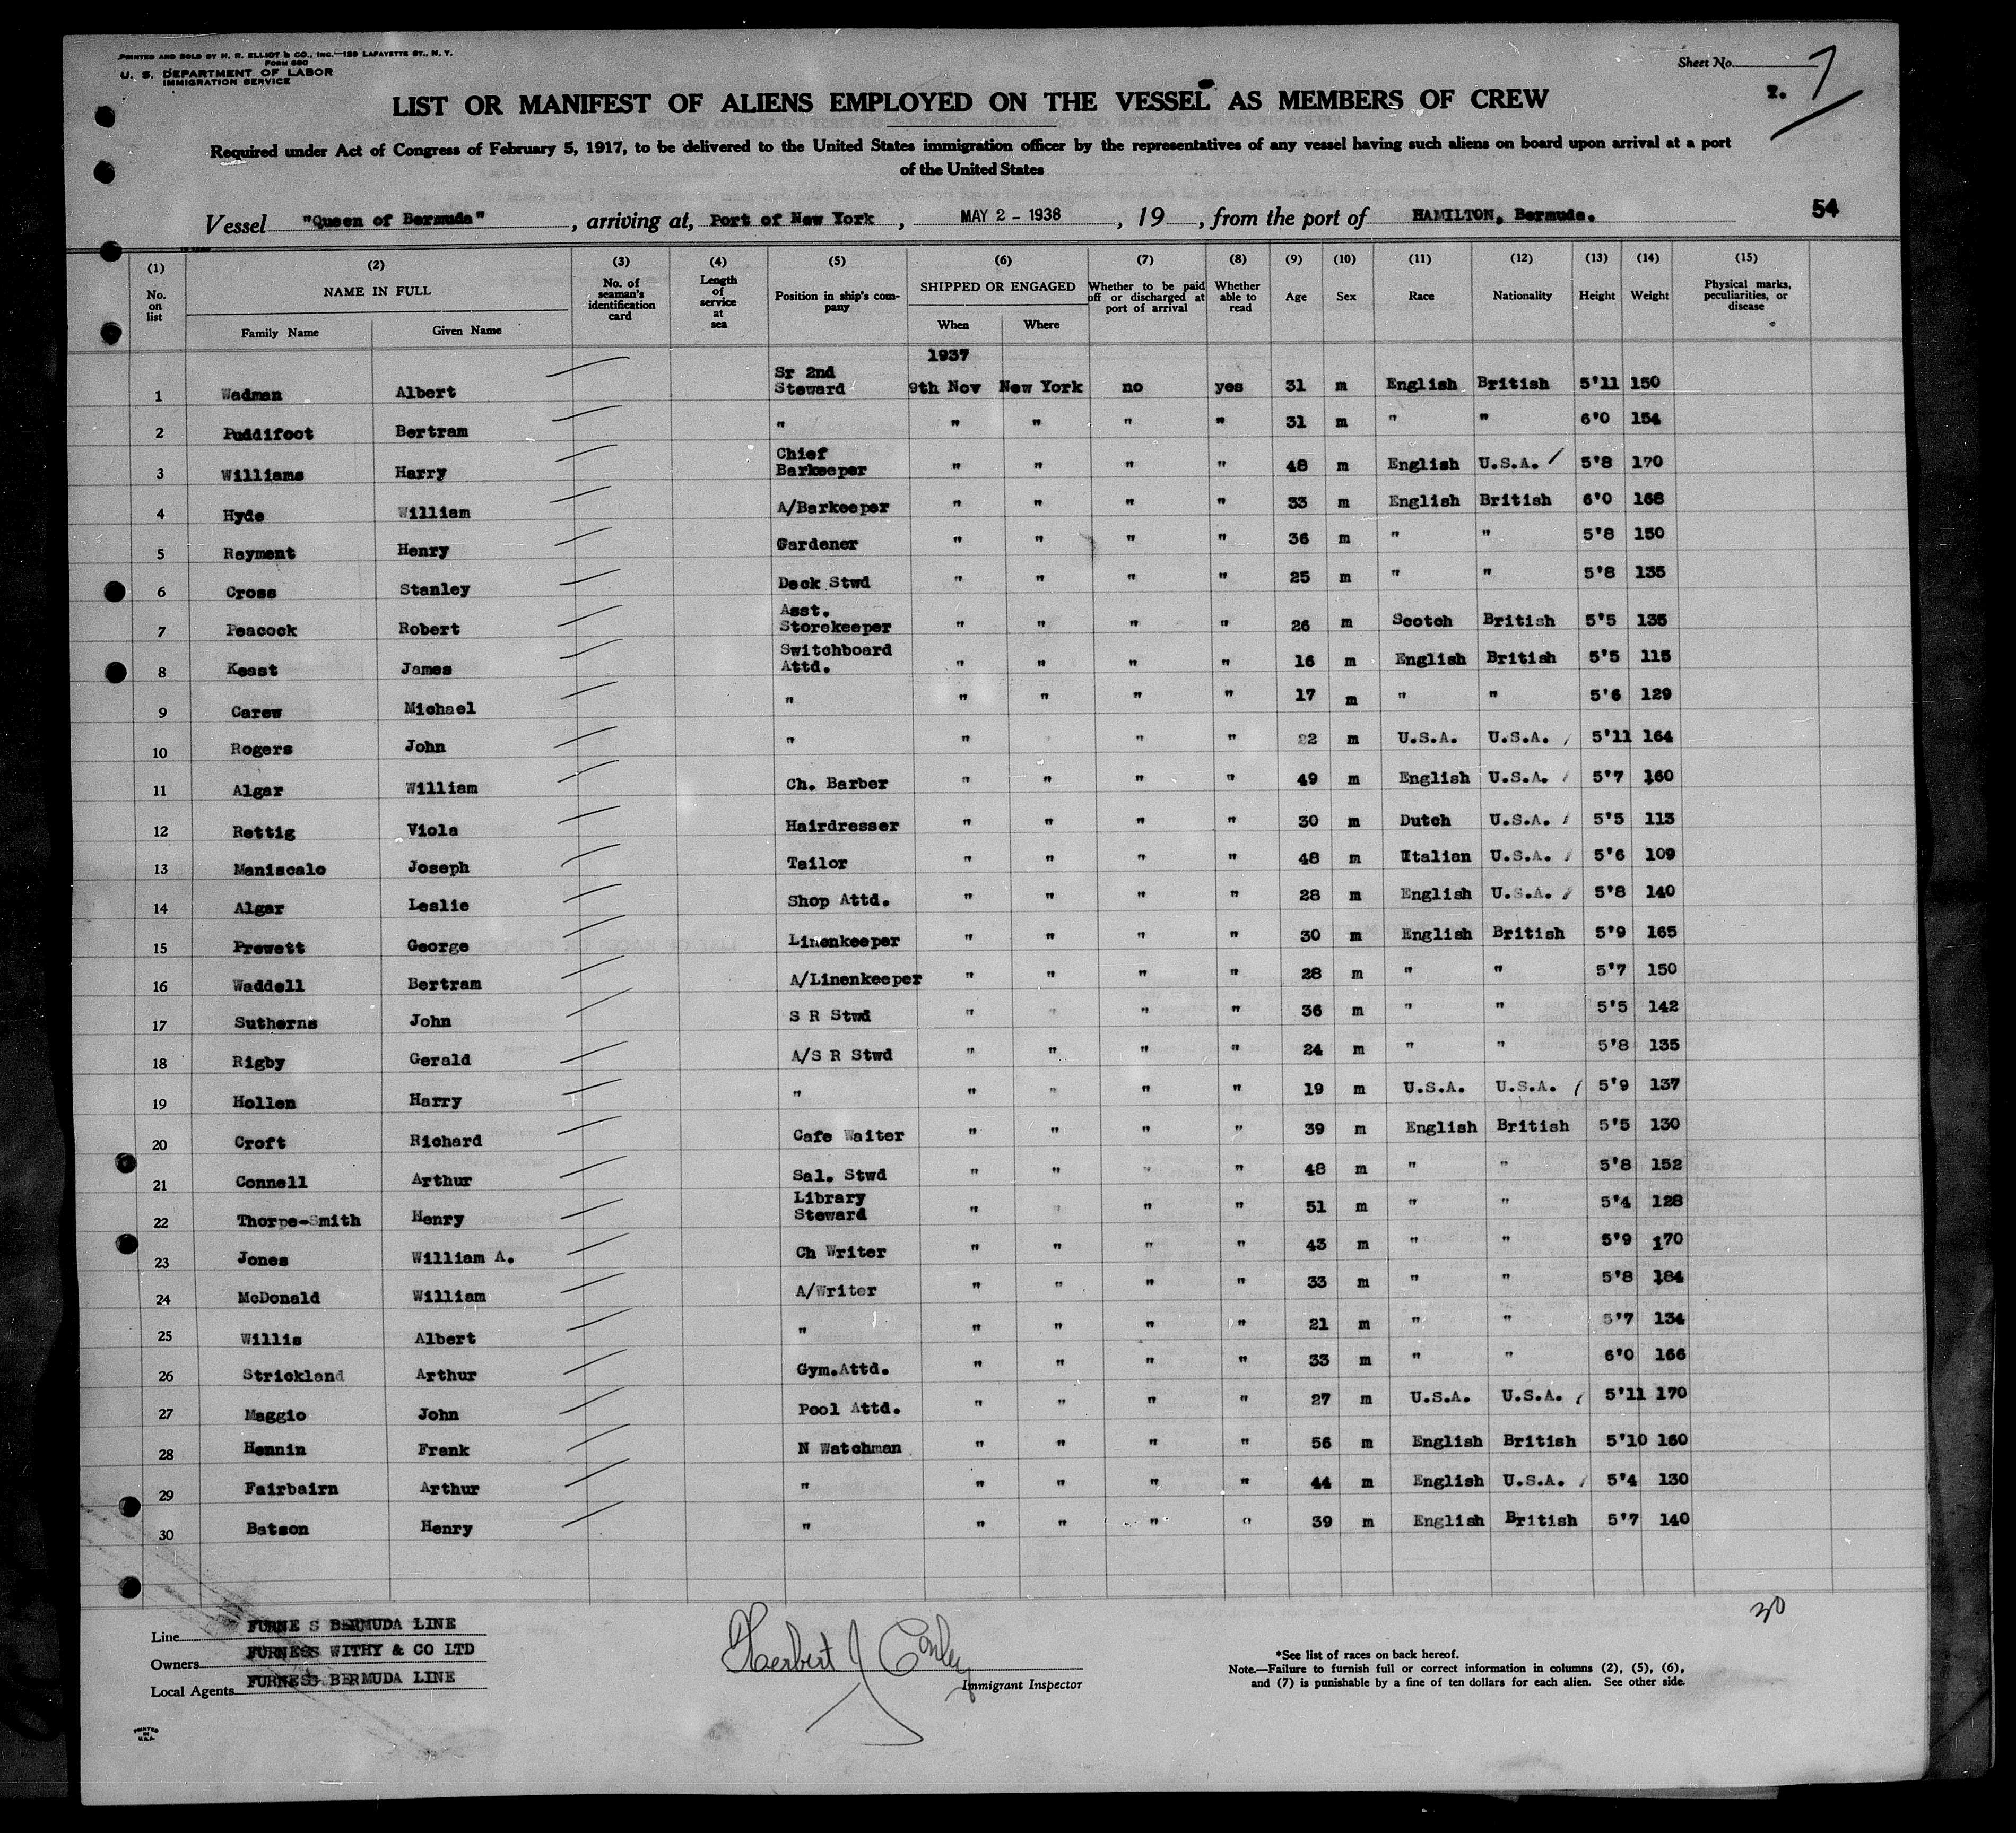 PRINTED AND SOLD BY H. R. ELLIOT & CO., INC.—129 LAFAYETTE ST., N. Y.
FORM 680
U. S. DEPARTMENT OF LABOR
IMMIGRATION SERVICE
Sheet No.
7
LIST OR MANIFEST OF ALIENS EMPLOYED ON THE VESSEL AS MEMBERS OF CREW
Required under Act of Congress of February 5, 1917, to be delivered to the United States immigration officer by the representatives of any vessel having such aliens on board upon arrival at a port
of the United States
Vessel "Queen of Bermuda", arriving at, Port of New York, MAY 2 - 1938, 19, from the port of HAMILTON, Bermuda. 54
(1) No. on list (2) NAME IN FULL Family Name Given Name (3) No. of seaman's identification card (4) Length of service at sea (5) Position in ship's company (6) SHIPPED OR ENGAGED When Where (7) Whether to be paid off or discharged at port of arrival (8) Whether able to read (9) Age (10) Sex (11) Race (12) Nationality (13) Height (14) Weight (15) Physical marks, peculiarities, or disease
1937
1 Wadman Albert Sr 2nd Steward 9th Nov New York no yes 31 m English British 5'11 150
2 Puddifoot Bertram " " " " " 31 m " " 6'0 154
3 Williams Harry Chief Barkeeper " " " " 48 m English U.S.A. 5'8 170
4 Hyde William A/Barkeeper " " " " 33 m English British 6'0 168
5 Rayment Henry Gardener " " " " 36 m " " 5'8 150
6 Cross Stanley Deck Stwd " " " " 25 m " " 5'8 135
7 Peacock Robert Asst. Storekeeper " " " " 26 m Scotch British 5'5 135
8 Keast James Switchboard Attd. " " " " 16 m English British 5'5 115
9 Carew Michael " " " " " 17 m " " 5'6 129
10 Rogers John " " " " 22 m U.S.A. U.S.A. 5'11 164
11 Algar William Ch. Barber " " " " 49 m English U.S.A. 5'7 160
12 Rettig Viola Hairdresser " " " " 30 m Dutch U.S.A. 5'5 113
13 Maniscalo Joseph Tailor " " " " 48 m Italian U.S.A. 5'6 109
14 Algar Leslie Shop Attd. " " " " 28 m English U.S.A. 5'8 140
15 Prewett George Linenkeeper " " " " 30 m English British 5'9 165
16 Waddell Bertram A/Linenkeeper " " " " 28 m " " 5'7 150
17 Sutherns John S R Stwd " " " " 36 m " " 5'5 142
18 Rigby Gerald A/S R Stwd " " " " 24 m " " 5'8 135
19 Hollen Harry " " " " " 19 m U.S.A. U.S.A. 5'9 137
20 Croft Richard Cafe Waiter " " " " 39 m English British 5'5 130
21 Connell Arthur Sal. Stwd " " " " 48 m " " 5'8 152
22 Thorpe-Smith Henry Library Steward " " " " 51 m " " 5'4 128
23 Jones William A. Ch Writer " " " " 43 m " " 5'9 170
24 McDonald William A/Writer " " " " 33 m " " 5'8 184
25 Willis Albert " " " " " 21 m " " 5'7 134
26 Strickland Arthur Gym.Attd. " " " " 33 m " " 6'0 166
27 Maggio John Pool Attd. " " " " 27 m U.S.A. U.S.A. 5'11 170
28 Hennin Frank N Watchman " " " " 56 m English British 5'10 160
29 Fairbairn Arthur " " " " " 44 m English U.S.A. 5'4 130
30 Batson Henry " " " " " 39 m English British 5'7 140
30
Line FURNE S BERMUDA LINE
Owners FURNESS WITHY & CO LTD
Local Agents FURNESS BERMUDA LINE
Herbert J Conley
Immigrant Inspector
*See list of races on back hereof.
Note.—Failure to furnish full or correct information in columns (2), (5), (6),
and (7) is punishable by a fine of ten dollars for each alien. See other side.
PRINTED
IN
U.S.A.